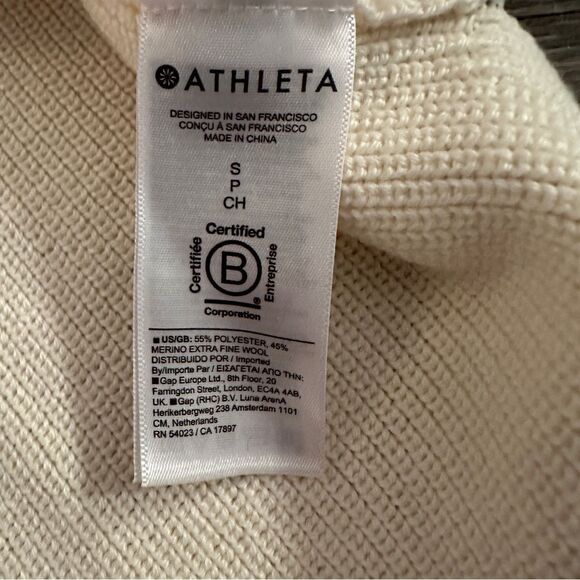 ATHLETA
DESIGNED IN SAN FRANCISCO
CONÇU À SAN FRANCISCO
MADE IN CHINA
S
P
CH
Certified
Certifiée
B
Entreprise
®
Corporation
■ US/GB: 55% POLYESTER, 45%
MERINO EXTRA FINE WOOL
DISTRIBUIDO POR / Imported
By/Importe Par / ΕΙΣΑΓΕΤΑΙ ΑΠΟ ΤΗΝ:
■Gap Europe Ltd., 8th Floor, 20
Farringdon Street, London, EC4A 4AB,
UK. ■Gap (RHC) B.V. Luna ArenA
Herikerbergweg 238 Amsterdam 1101
CM, Netherlands
RN 54023 / CA 17897